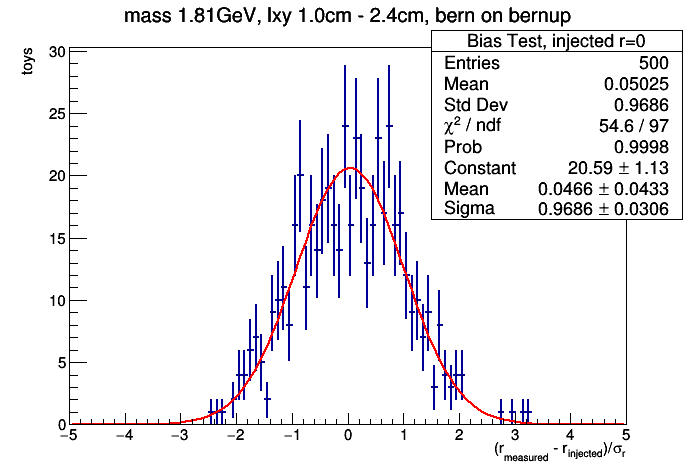 mass 1.81GeV, lxy 1.0cm - 2.4cm, bern on bernup
Bias Test, injected r=0
Entries 500
Mean 0.05025
Std Dev 0.9686
χ² / ndf 54.6 / 97
Prob 0.9998
Constant 20.59 ± 1.13
Mean 0.0466 ± 0.0433
Sigma 0.9686 ± 0.0306
toys
30
25
20
15
10
5
0
−5 −4 −3 −2 −1 0 1 2 3 4 5
(r_measured - r_injected)/σ_r